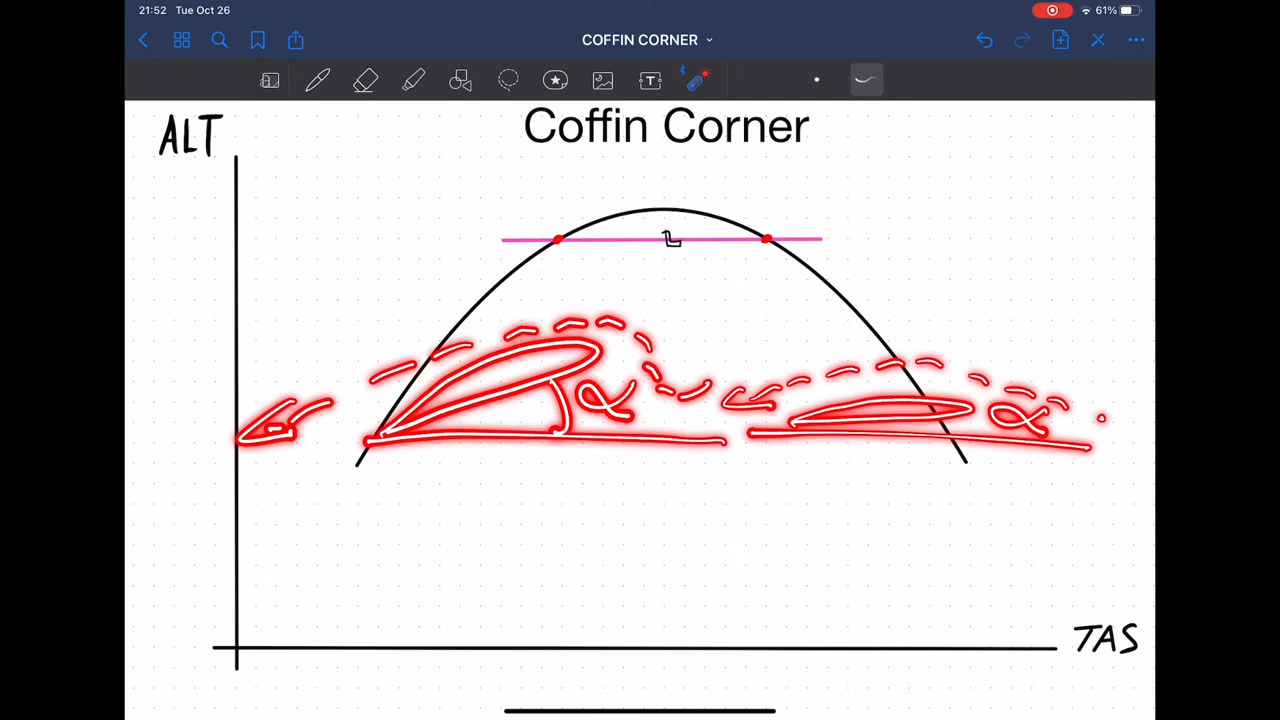 21:52 Tue Oct 26
61%
COFFIN CORNER
T
Coffin Corner
ALT
α
α
TAS